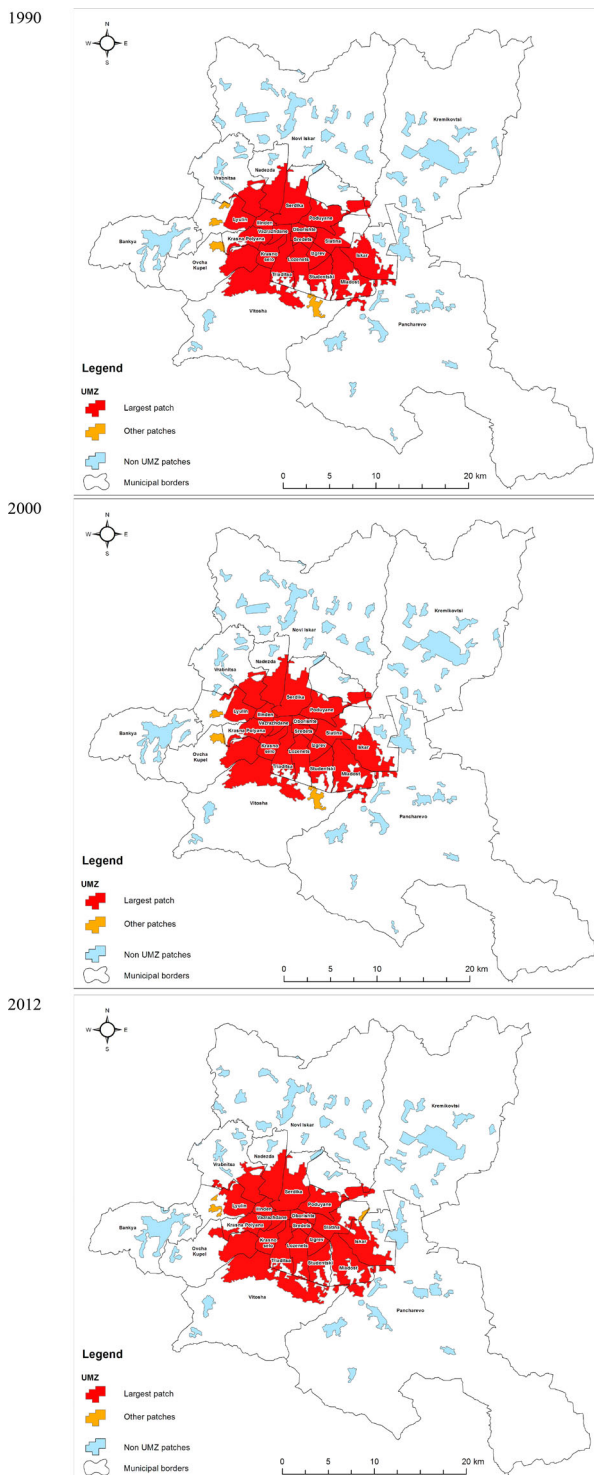 1990
N
W E
S
Kremikovtsi
Novi Iskar
Nadezda
Vrabnitsa
Serdika
Lyulin
Poduyane
Ilinden
Vazrazhdane
Oborishte
Bankya
Krasna Polyana
Sredets
Slatina
Krasno
selo
Izgrev
Iskar
Ovcha
Kupel
Lozenets
Triaditsa
Studentski
Mladost
Vitosha
Pancharevo
Legend
UMZ
Largest patch
Other patches
Non UMZ patches
Municipal borders
0 5 10 20 km
2000
N
W E
S
Kremikovtsi
Novi Iskar
Nadezda
Vrabnitsa
Serdika
Lyulin
Poduyane
Ilinden
Vazrazhdane
Oborishte
Bankya
Krasna Polyana
Sredets
Slatina
Krasno
selo
Izgrev
Iskar
Ovcha
Kupel
Lozenets
Triaditsa
Studentski
Mladost
Vitosha
Pancharevo
Legend
UMZ
Largest patch
Other patches
Non UMZ patches
Municipal borders
0 5 10 20 km
2012
N
W E
S
Kremikovtsi
Novi Iskar
Nadezda
Vrabnitsa
Serdika
Lyulin
Poduyane
Ilinden
Vazrazhdane
Oborishte
Bankya
Krasna Polyana
Sredets
Slatina
Krasno
selo
Izgrev
Iskar
Ovcha
Kupel
Lozenets
Triaditsa
Studentski
Mladost
Vitosha
Pancharevo
Legend
UMZ
Largest patch
Other patches
Non UMZ patches
Municipal borders
0 5 10 20 km